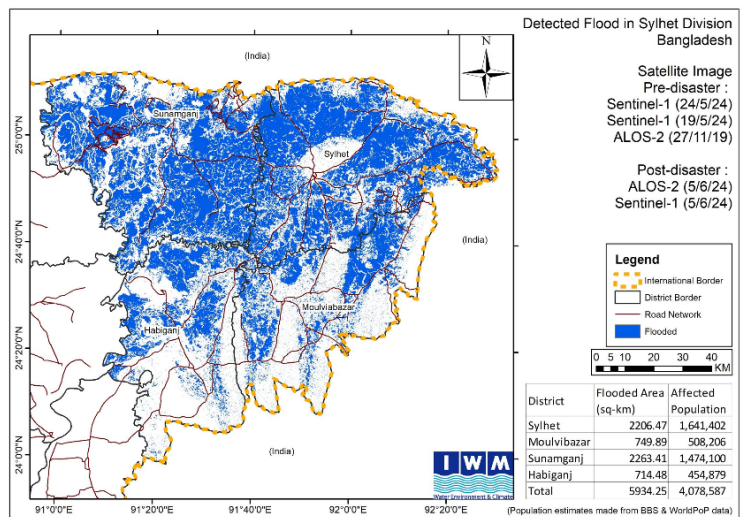 Detected Flood in Sylhet Division
Bangladesh
Satellite Image
Pre-disaster :
Sentinel-1 (24/5/24)
Sentinel-1 (19/5/24)
ALOS-2 (27/11/19)
Post-disaster :
ALOS-2 (5/6/24)
Sentinel-1 (5/6/24)
(India)
N
Sunamganj
Sylhet
(India)
Moulviabazar
Habiganj
(India)
25°0'0"N
24°40'0"N
24°20'0"N
24°0'0"N
91°0'0"E
91°20'0"E
91°40'0"E
92°0'0"E
92°20'0"E
Legend
International Border
District Border
Road Network
Flooded
0 5 10 20 30 40
KM
District Flooded Area (sq-km) Affected Population
Sylhet 2206.47 1,641,402
Moulvibazar 749.89 508,206
Sunamganj 2263.41 1,474,100
Habiganj 714.48 454,879
Total 5934.25 4,078,587
(Population estimates made from BBS & WorldPoP data)
IWM
Water Environment & Climate